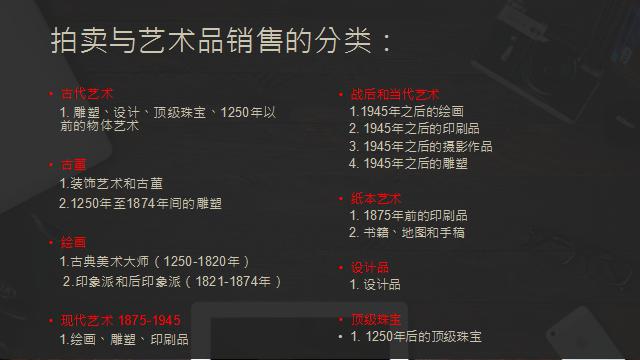 拍卖与艺术品销售的分类：
• 古代艺术
1. 雕塑、设计、顶级珠宝、1250年以
前的物体艺术
• 古董
1.装饰艺术和古董
2.1250年至1874年间的雕塑
• 绘画
1.古典美术大师（1250-1820年）
2.印象派和后印象派（1821-1874年）
• 现代艺术 1875-1945
1.绘画、雕塑、印刷品
• 战后和当代艺术
1.1945年之后的绘画
2. 1945年之后的印刷品
3. 1945年之后的摄影作品
4. 1945年之后的雕塑
• 纸本艺术
1. 1875年前的印刷品
2. 书籍、地图和手稿
• 设计品
1. 设计品
• 顶级珠宝
• 1. 1250年后的顶级珠宝